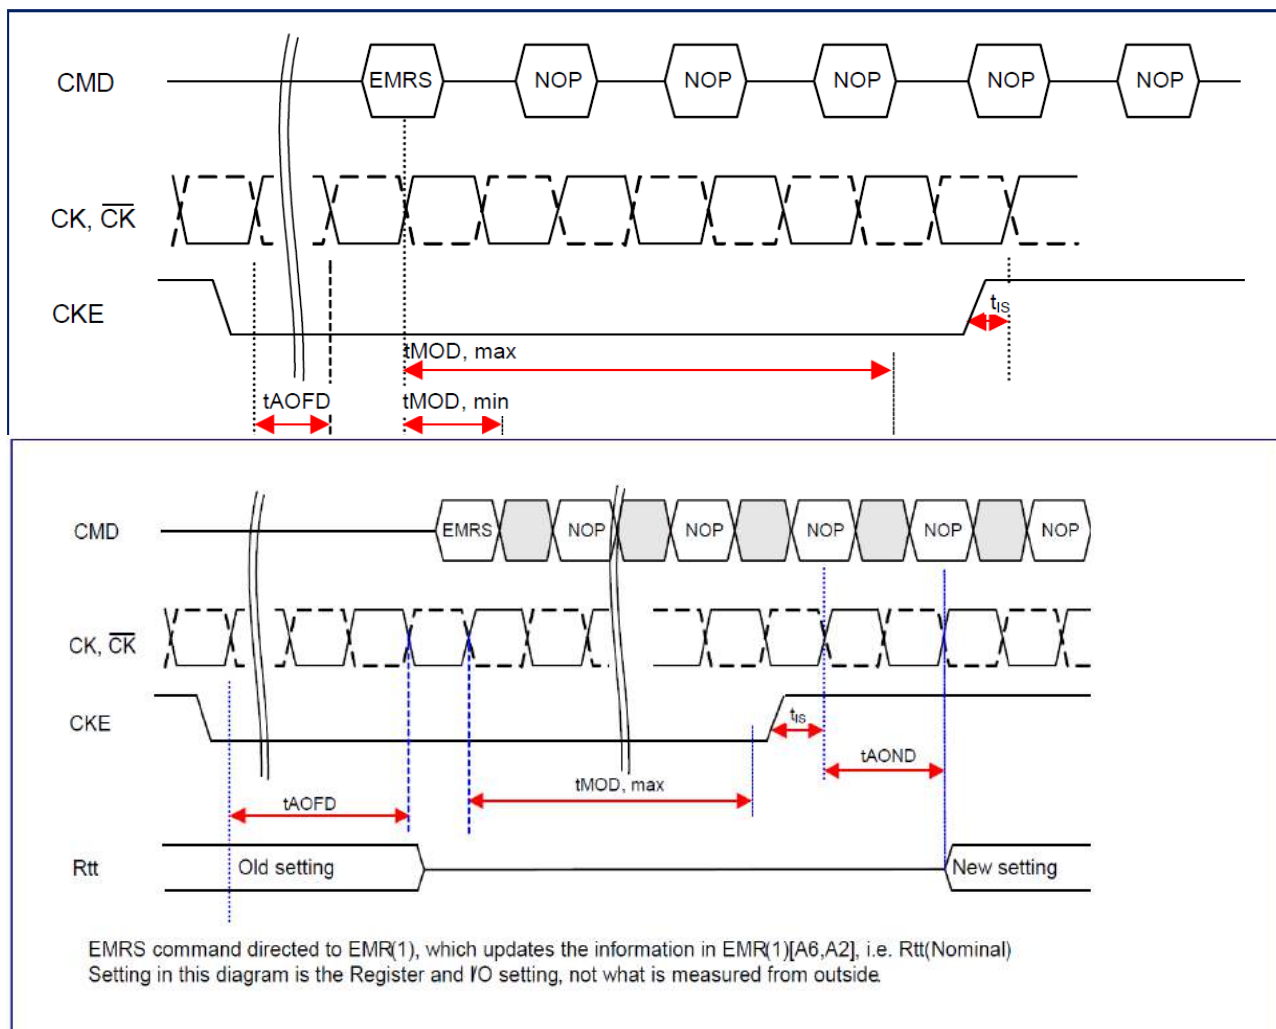 CMD EMRS NOP NOP NOP NOP NOP
CK, CK
CKE tIS
tMOD, max
tAOFD tMOD, min
CMD EMRS NOP NOP NOP NOP NOP
CK, CK
CKE tIS
tAOND
tMOD, max
tAOFD
Rtt Old setting New setting
EMRS command directed to EMR(1), which updates the information in EMR(1)[A6,A2], i.e. Rtt(Nominal)
Setting in this diagram is the Register and I/O setting, not what is measured from outside.